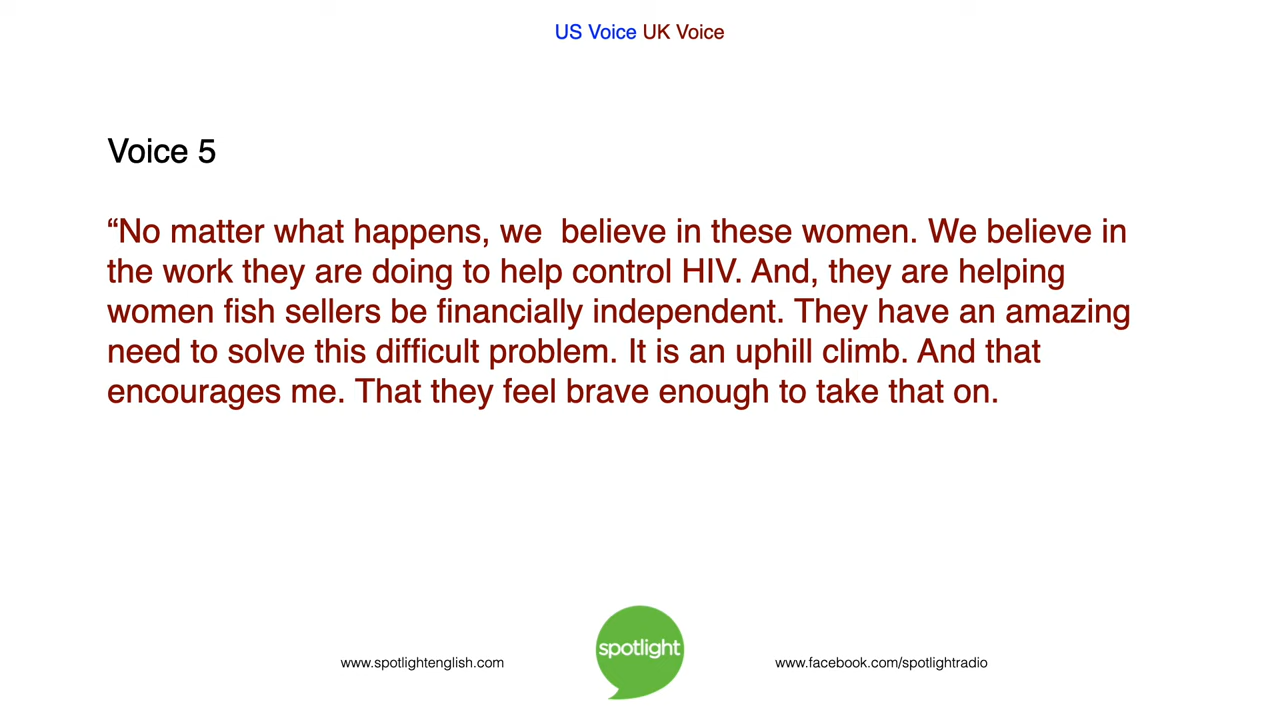 US Voice UK Voice
Voice 5
“No matter what happens, we  believe in these women. We believe in
the work they are doing to help control HIV. And, they are helping
women fish sellers be financially independent. They have an amazing
need to solve this difficult problem. It is an uphill climb. And that
encourages me. That they feel brave enough to take that on.
spotlight
www.spotlightenglish.com
www.facebook.com/spotlightradio